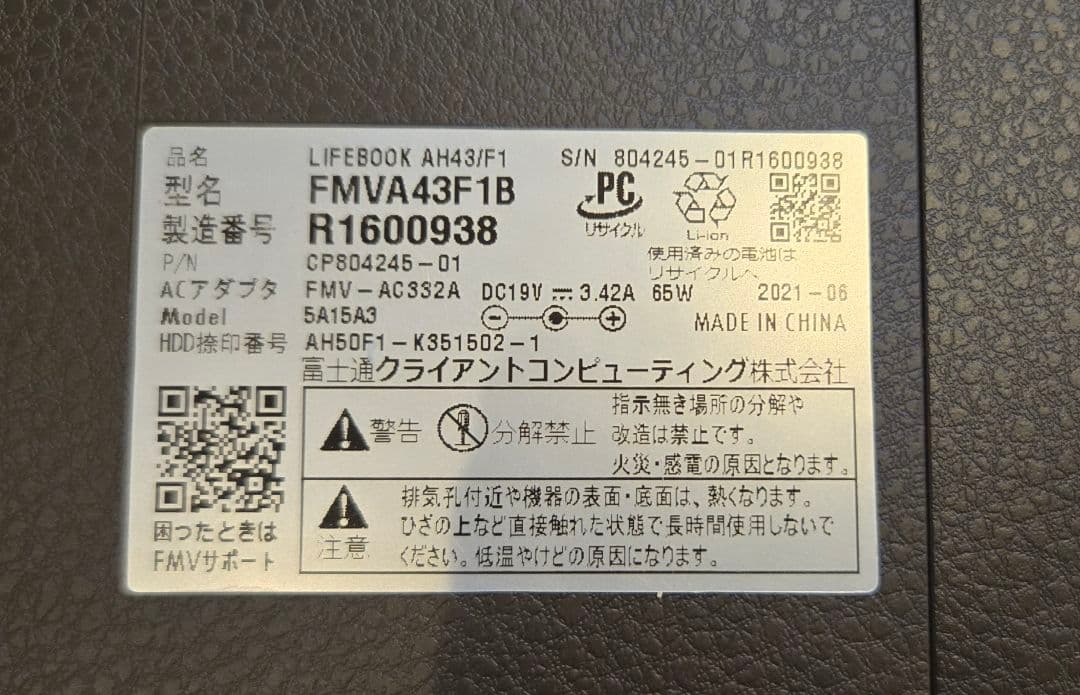 品名 LIFEBOOK AH43/F1 S/N 804245-01R1600938
型名 FMVA43F1B
製造番号 R1600938
PC リサイクル
Li-ion
使用済みの電池は
リサイクルへ
P/N CP804245-01
ACアダプタ FMV-AC332A DC19V ⎓ 3.42A 65W 2021-06
Model 5A15A3
MADE IN CHINA
HDD捺印番号 AH50F1-K351502-1
富士通クライアントコンピューティング株式会社
警告 分解禁止
指示無き場所の分解や
改造は禁止です。
火災・感電の原因となります。
注意
排気孔付近や機器の表面・底面は、熱くなります。
ひざの上など直接触れた状態で長時間使用しないで
ください。低温やけどの原因になります。
困ったときは
FMVサポート